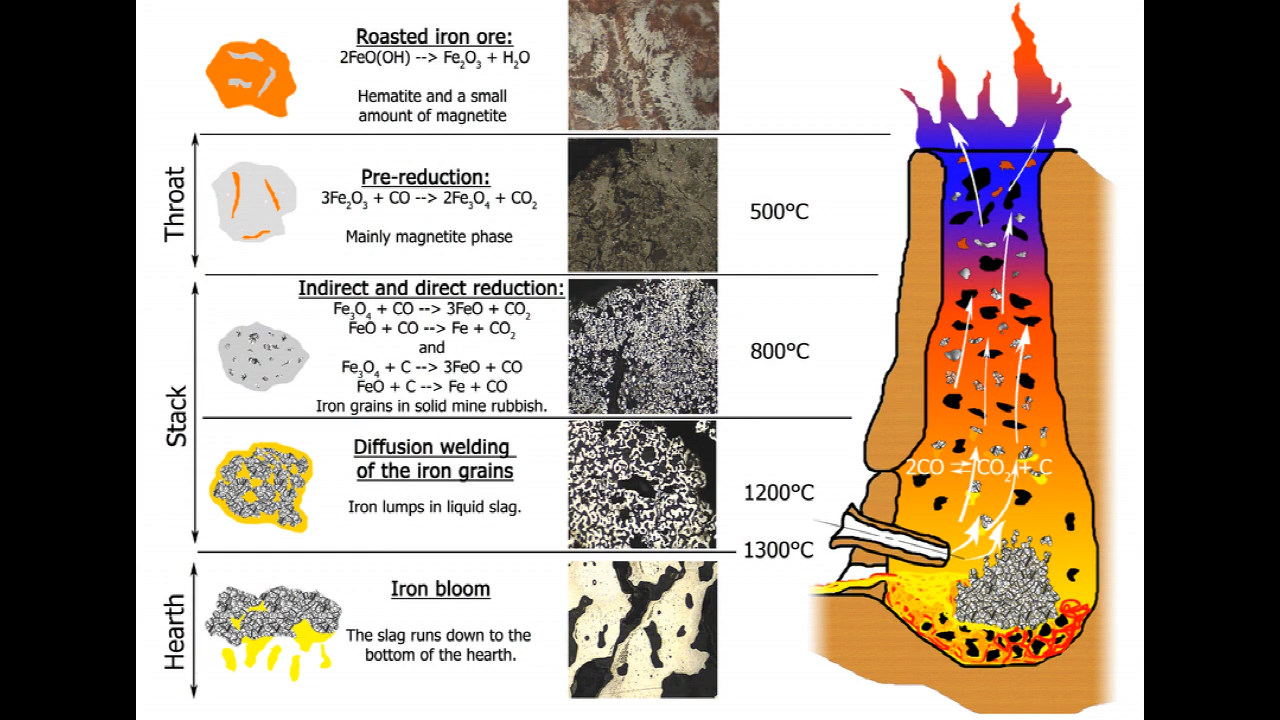 Roasted iron ore:
2FeO(OH) --> Fe₂O₃ + H₂O
Hematite and a small
amount of magnetite
Throat
Pre-reduction:
3Fe₂O₃ + CO --> 2Fe₃O₄ + CO₂
Mainly magnetite phase
500°C
Stack
Indirect and direct reduction:
Fe₃O₄ + CO --> 3FeO + CO₂
FeO + CO --> Fe + CO₂
and
Fe₃O₄ + C --> 3FeO + CO
FeO + C --> Fe + CO
Iron grains in solid mine rubbish.
800°C
Diffusion welding
of the iron grains
Iron lumps in liquid slag.
1200°C
1300°C
2CO ⇌ CO₂ + C
Hearth
Iron bloom
The slag runs down to the
bottom of the hearth.